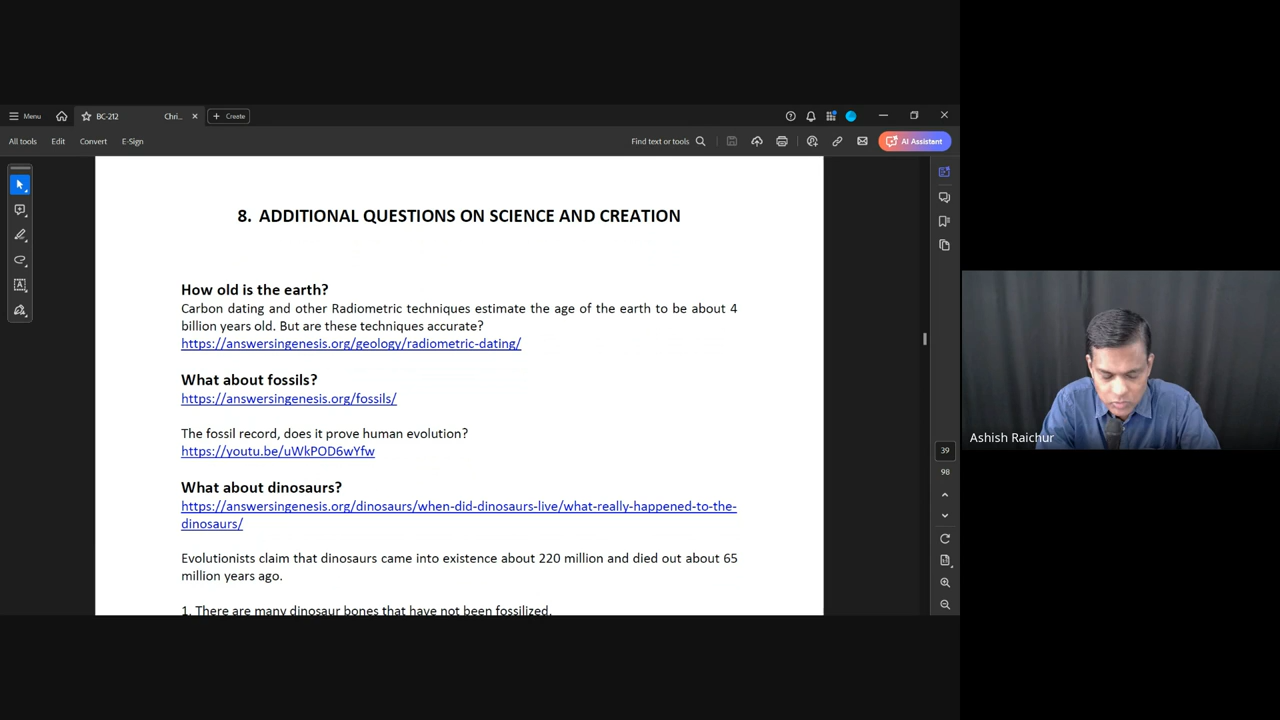 Menu
BC-212
Chri...
Create
All tools
Edit
Convert
E-Sign
Find text or tools
AI Assistant
8. ADDITIONAL QUESTIONS ON SCIENCE AND CREATION
How old is the earth?
Carbon dating and other Radiometric techniques estimate the age of the earth to be about 4
billion years old. But are these techniques accurate?
https://answersingenesis.org/geology/radiometric-dating/
What about fossils?
https://answersingenesis.org/fossils/
The fossil record, does it prove human evolution?
https://youtu.be/uWkPOD6wYfw
What about dinosaurs?
https://answersingenesis.org/dinosaurs/when-did-dinosaurs-live/what-really-happened-to-the-
dinosaurs/
Evolutionists claim that dinosaurs came into existence about 220 million and died out about 65
million years ago.
1. There are many dinosaur bones that have not been fossilized.
39
98
Ashish Raichur